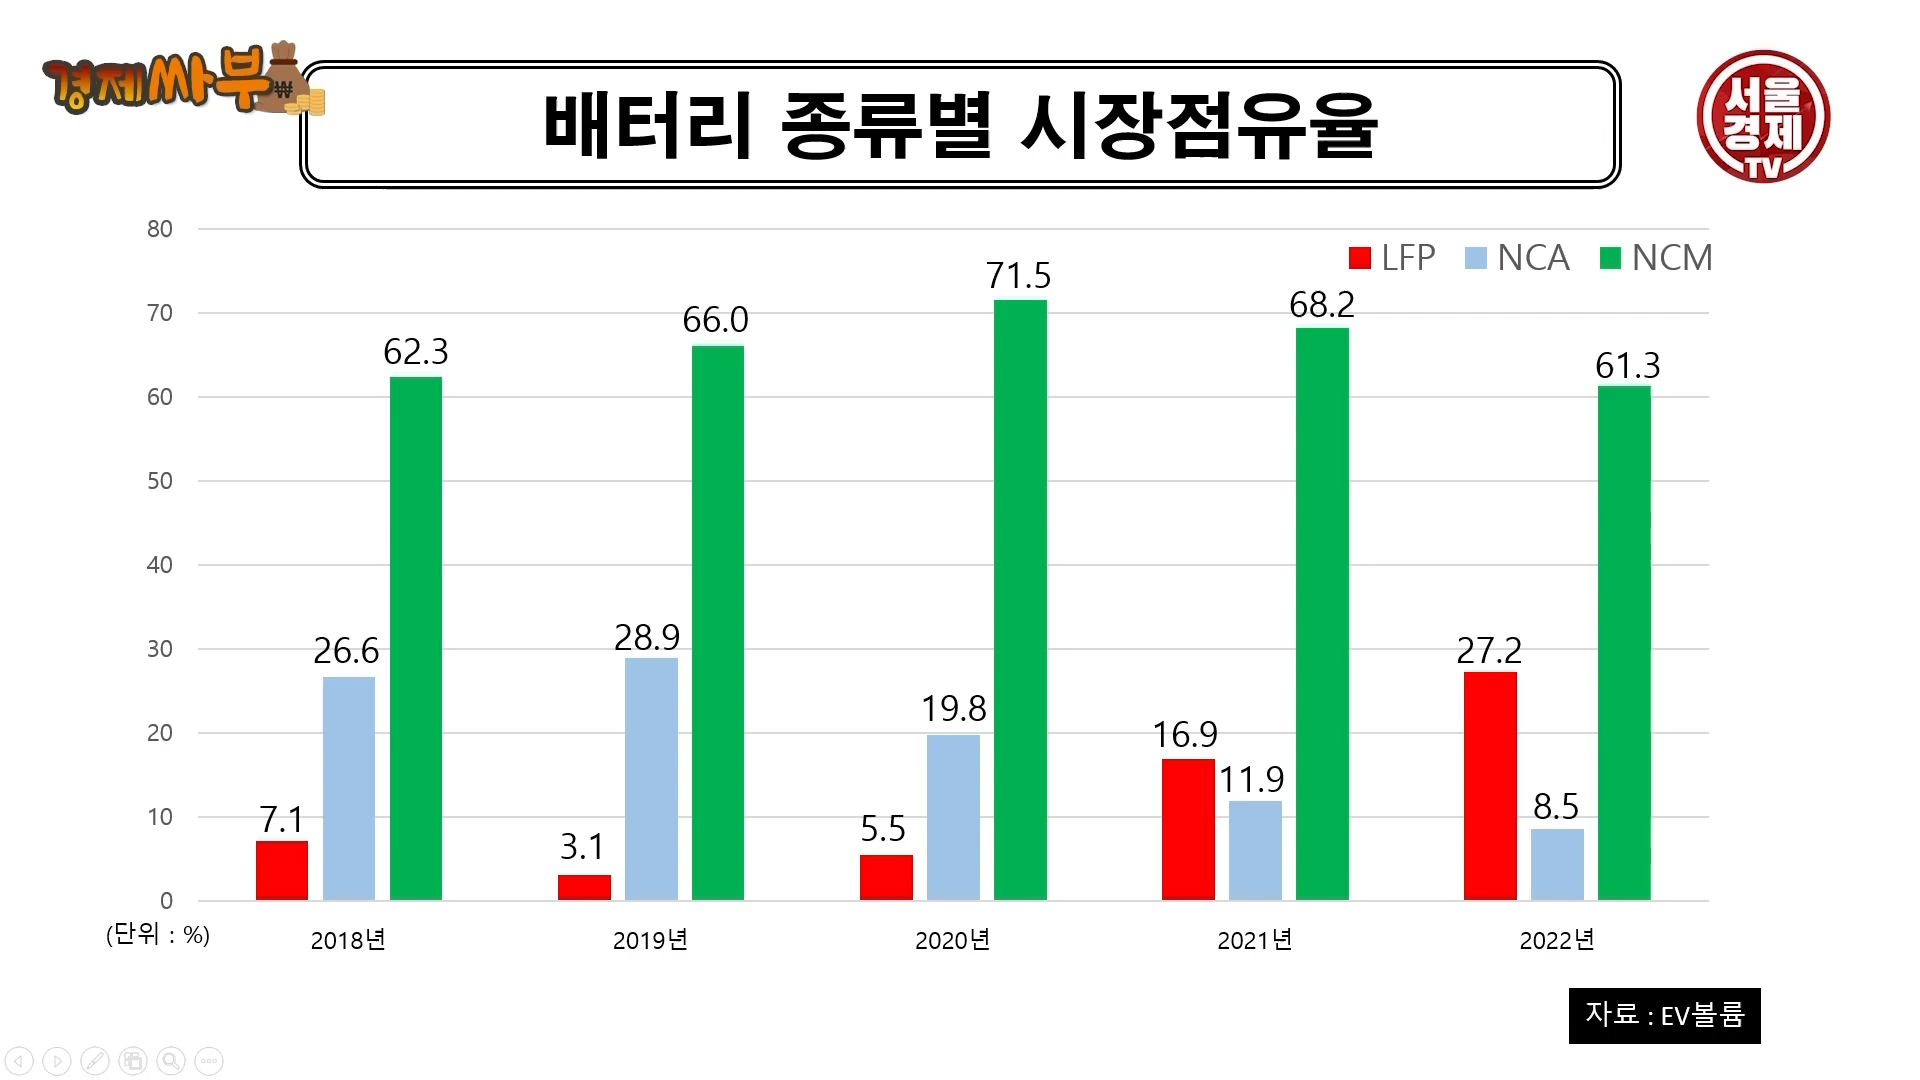 경제싸부
배터리 종류별 시장점유율
서울
경제
TV
LFP NCA NCM
80
70
60
50
40
30
20
10
0
7.1 26.6 62.3
3.1 28.9 66.0
5.5 19.8 71.5
16.9 11.9 68.2
27.2 8.5 61.3
(단위 : %)
2018년 2019년 2020년 2021년 2022년
자료 : EV볼륨